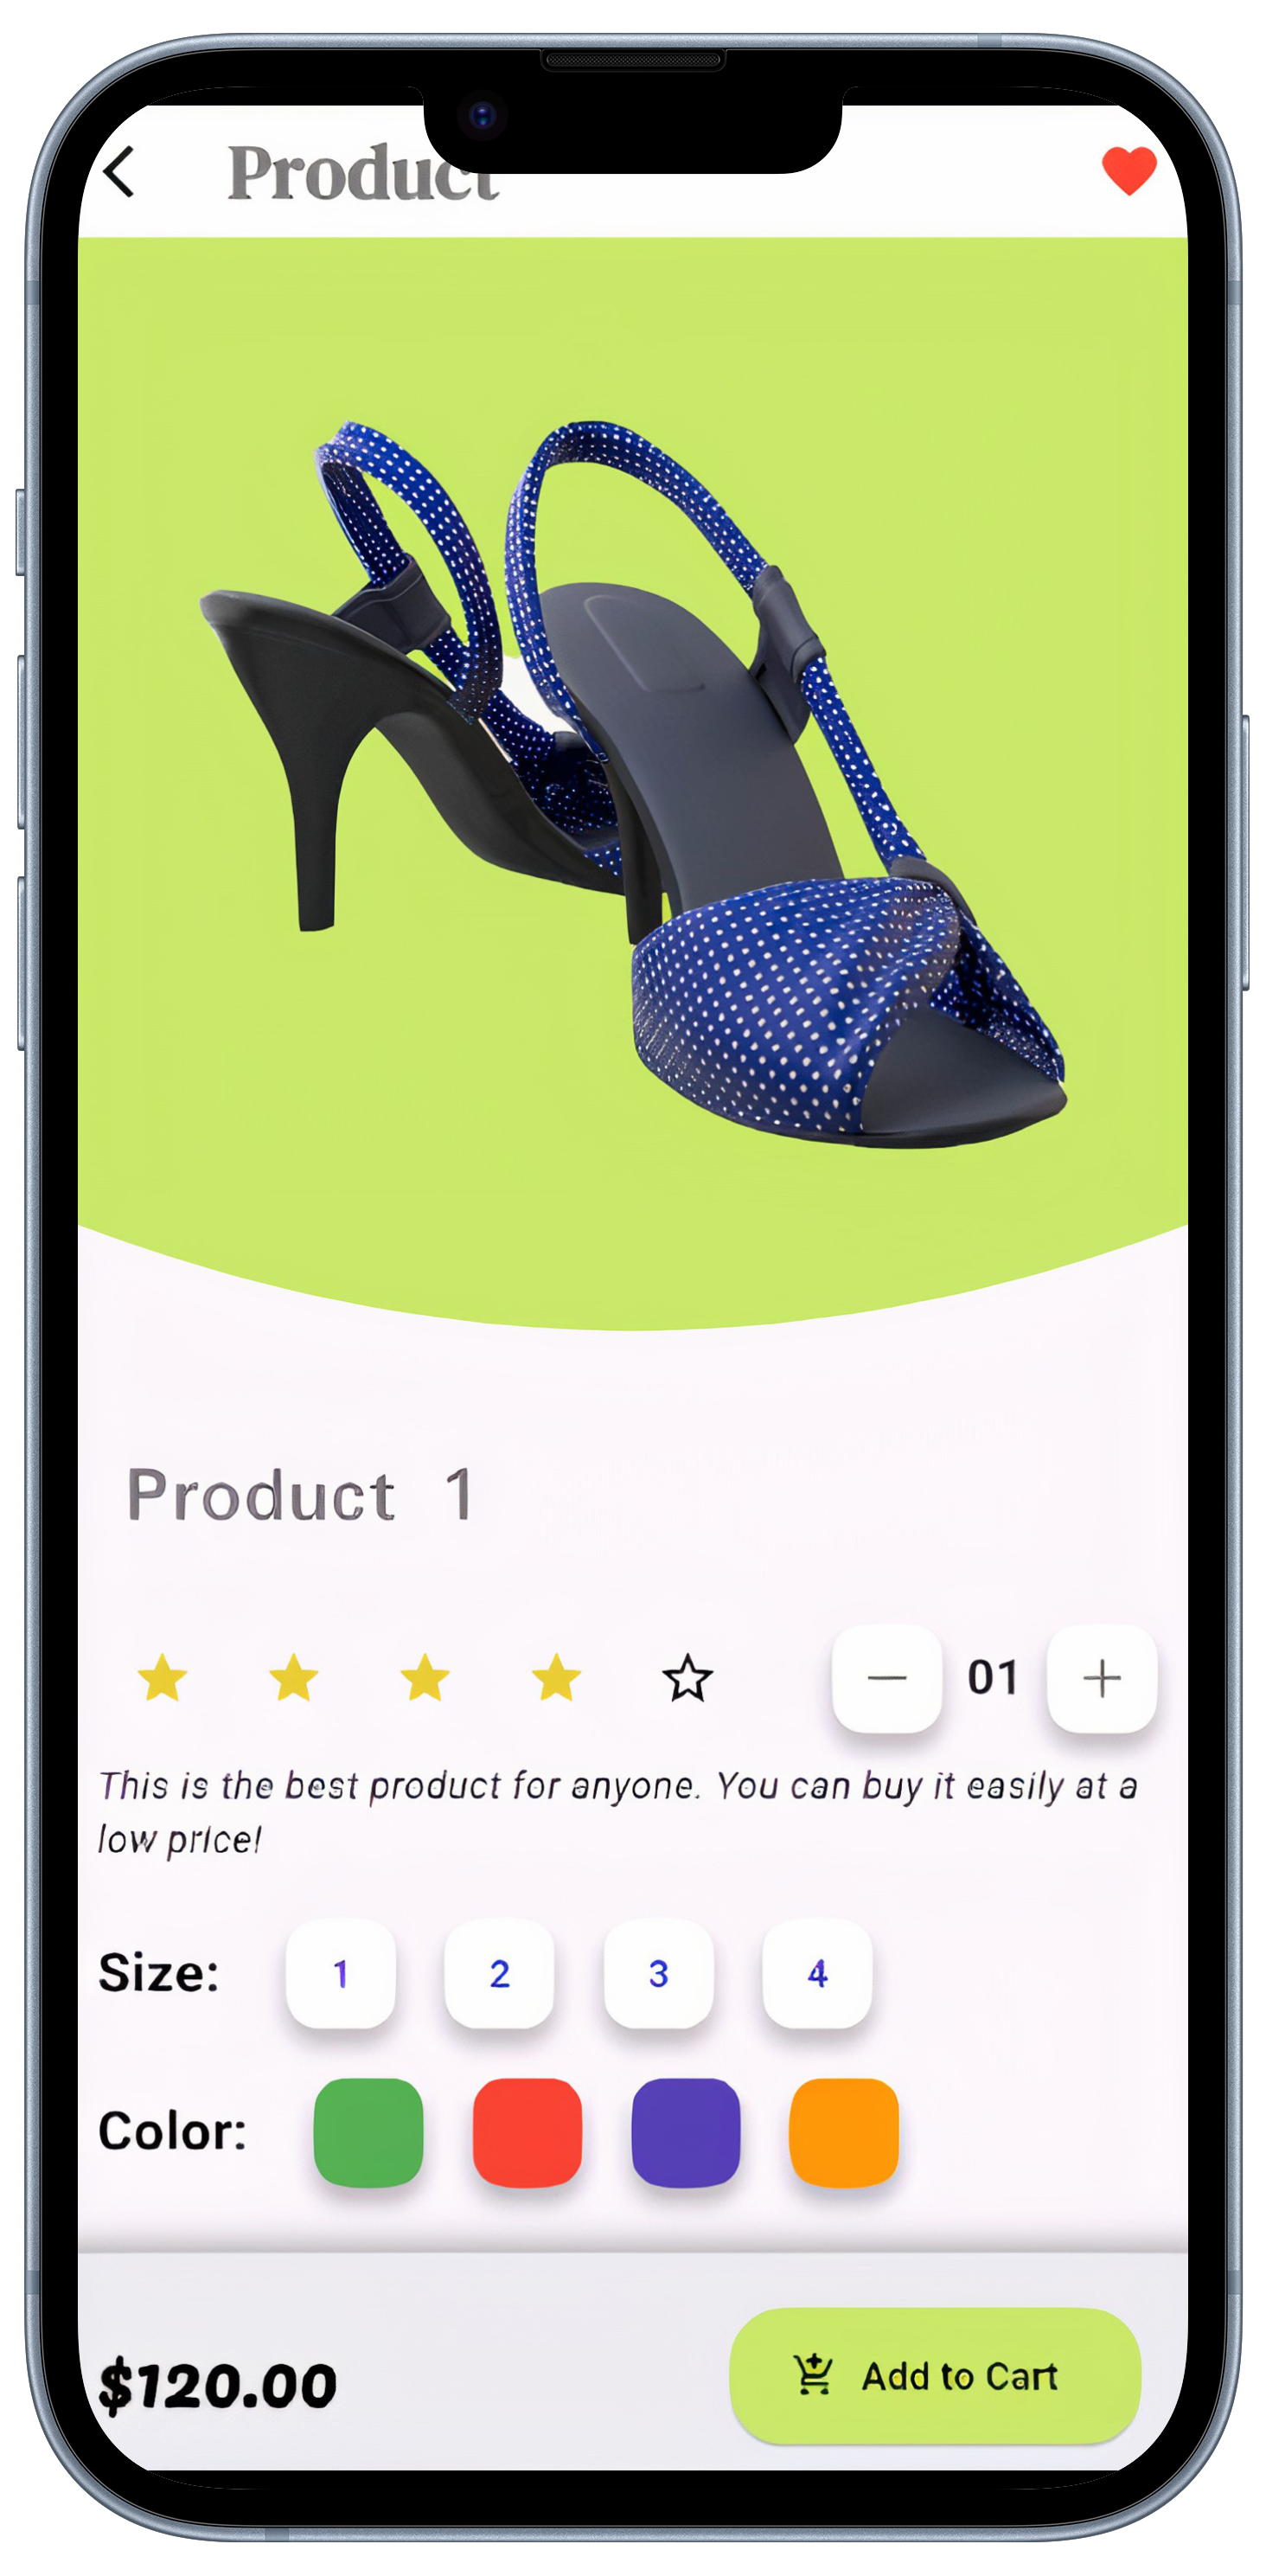 Product
Product 1
01
This is the best product for anyone. You can buy it easily at a
low price!
Size: 1 2 3 4
Color:
$120.00 Add to Cart